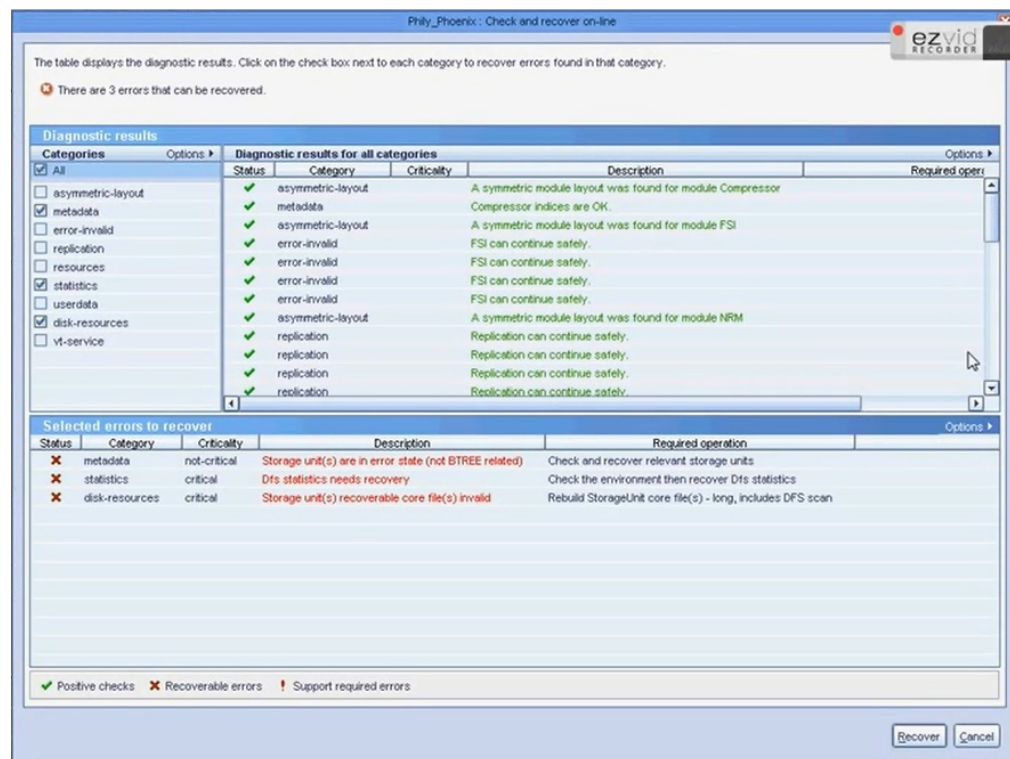 Phily_Phoenix : Check and recover on-line
ezvid
RECORDER
The table displays the diagnostic results. Click on the check box next to each category to recover errors found in that category.
There are 3 errors that can be recovered.
Diagnostic results
Categories Options
Diagnostic results for all categories Options
Status Category Criticality Description Required opera
All
asymmetric-layout
metadata
error-invalid
replication
resources
statistics
userdata
disk-resources
vt-service
asymmetric-layout A symmetric module layout was found for module Compressor
metadata Compressor indices are OK.
asymmetric-layout A symmetric module layout was found for module FSI
error-invalid FSI can continue safely.
error-invalid FSI can continue safely.
error-invalid FSI can continue safely.
error-invalid FSI can continue safely.
asymmetric-layout A symmetric module layout was found for module NRM
replication Replication can continue safely.
replication Replication can continue safely.
replication Replication can continue safely.
replication Replication can continue safely.
Selected errors to recover Options
Status Category Criticality Description Required operation
metadata not-critical Storage unit(s) are in error state (not BTREE related) Check and recover relevant storage units
statistics critical Dfs statistics needs recovery Check the environment then recover Dfs statistics
disk-resources critical Storage unit(s) recoverable core file(s) invalid Rebuild StorageUnit core file(s) - long, includes DFS scan
Positive checks Recoverable errors Support required errors
Recover Cancel